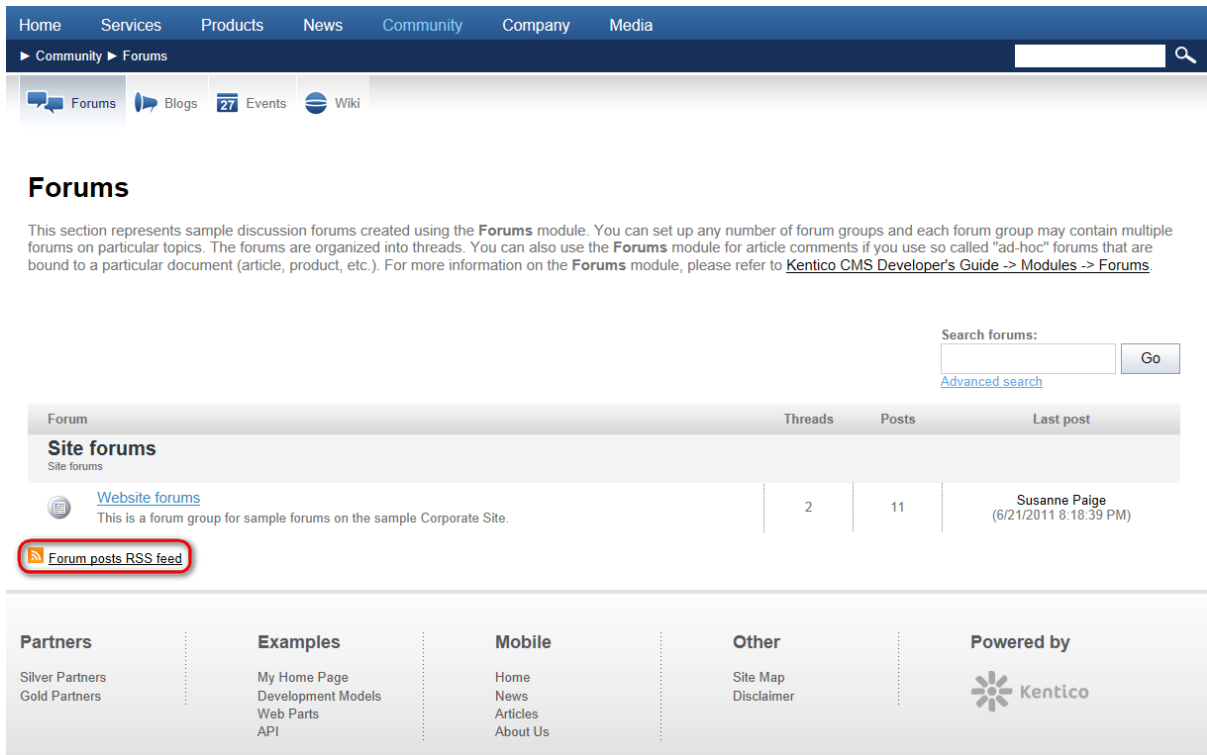 Home Services Products News Community Company Media
► Community ► Forums
Forums Blogs 27 Events Wiki
Forums
This section represents sample discussion forums created using the Forums module. You can set up any number of forum groups and each forum group may contain multiple
forums on particular topics. The forums are organized into threads. You can also use the Forums module for article comments if you use so called "ad-hoc" forums that are
bound to a particular document (article, product, etc.). For more information on the Forums module, please refer to Kentico CMS Developer's Guide -> Modules -> Forums.
Search forums:
Go
Advanced search
Forum Threads Posts Last post
Site forums
Site forums
Website forums 2 11 Susanne Paige
This is a forum group for sample forums on the sample Corporate Site. (6/21/2011 8:18:39 PM)
Forum posts RSS feed
Partners Examples Mobile Other Powered by
Silver Partners My Home Page Home Site Map
Gold Partners Development Models News Disclaimer Kentico
Web Parts Articles
API About Us